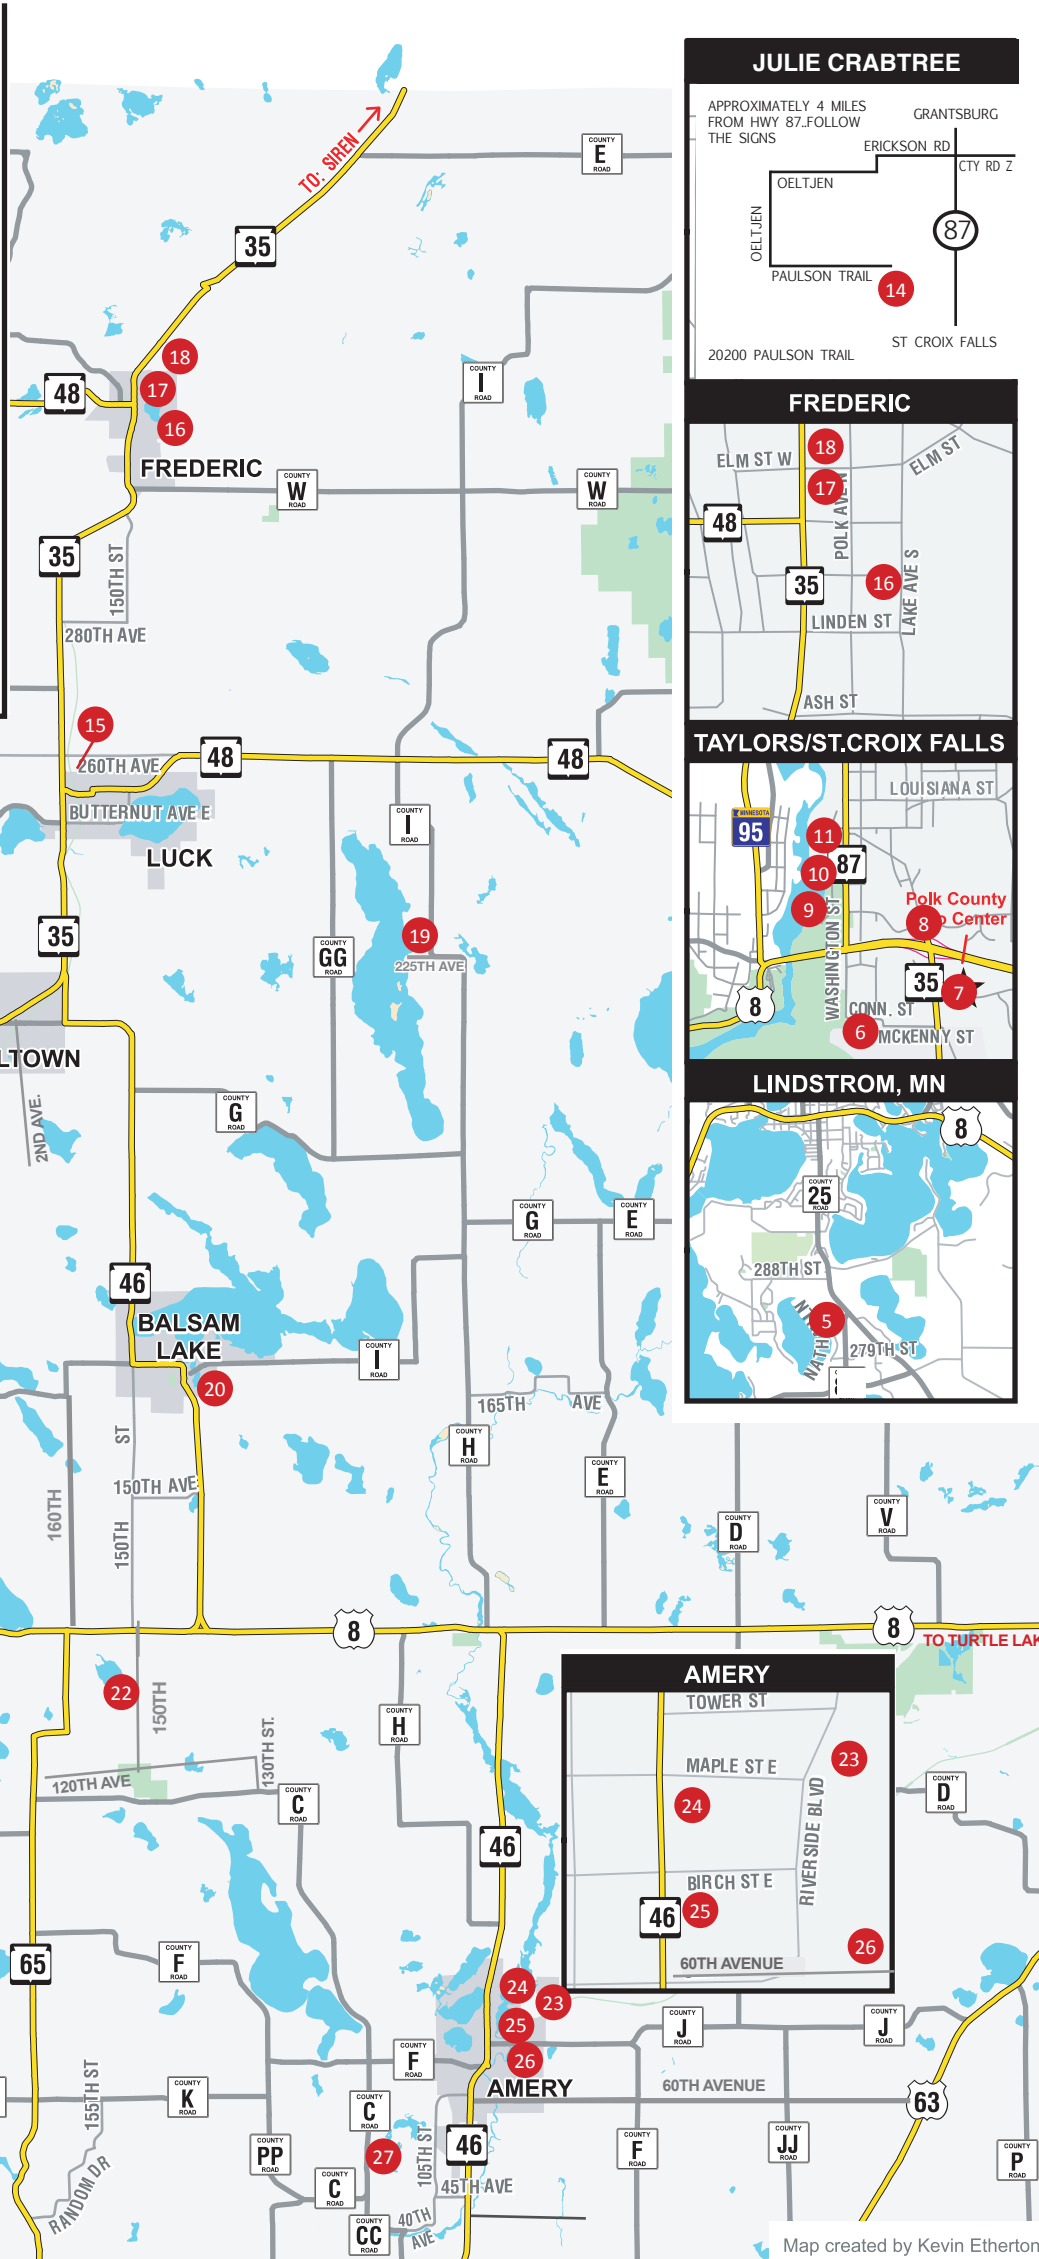 TO: SIREN
COUNTY
E
ROAD
35
18
17
16
48
FREDERIC
COUNTY
I
ROAD
COUNTY
W
ROAD
COUNTY
W
ROAD
35
150TH ST
280TH AVE
15
260TH AVE
48
48
BUTTERNUT AVE E
LUCK
COUNTY
I
ROAD
35
19
225TH AVE
COUNTY
GG
ROAD
LTOWN
2ND AVE.
COUNTY
G
ROAD
COUNTY
G
ROAD
COUNTY
E
ROAD
46
BALSAM
LAKE
COUNTY
I
ROAD
20
165TH AVE
COUNTY
H
ROAD
COUNTY
E
ROAD
160TH
150TH ST
150TH AVE
COUNTY
D
ROAD
COUNTY
V
ROAD
8
8
TO TURTLE LAK
22
150TH
120TH AVE
130TH ST.
COUNTY
H
ROAD
COUNTY
C
ROAD
COUNTY
D
ROAD
46
65
COUNTY
F
ROAD
24
23
25
26
AMERY
COUNTY
F
ROAD
COUNTY
J
ROAD
COUNTY
J
ROAD
60TH AVENUE
63
COUNTY
K
ROAD
155TH ST
RANDOM DR
COUNTY
PP
ROAD
COUNTY
C
ROAD
27
COUNTY
C
ROAD
COUNTY
CC
ROAD
105TH ST
46
45TH AVE
40TH
AVE
COUNTY
F
ROAD
COUNTY
JJ
ROAD
COUNTY
P
ROAD
JULIE CRABTREE
APPROXIMATELY 4 MILES
FROM HWY 87..FOLLOW
THE SIGNS
GRANTSBURG
ERICKSON RD
CTY RD Z
OELTJEN
OELTJEN
87
PAULSON TRAIL
14
ST CROIX FALLS
20200 PAULSON TRAIL
FREDERIC
18
ELM ST W
ELM ST
17
POLK AVE N
48
35
16
LAKE AVE S
LINDEN ST
ASH ST
TAYLORS/ST.CROIX FALLS
LOUISIANA ST
MINNESOTA
95
11
10
87
9
WASHINGTON ST
Polk County
o Center
8
35
7
8
CONN. ST
6
MCKENNY ST
LINDSTROM, MN
8
COUNTY
25
ROAD
288TH ST
5
NATH
279TH ST
AMERY
TOWER ST
MAPLE ST E
23
24
RIVERSIDE BLVD
BIRCH ST E
46
25
26
60TH AVENUE
Map created by Kevin Etherton